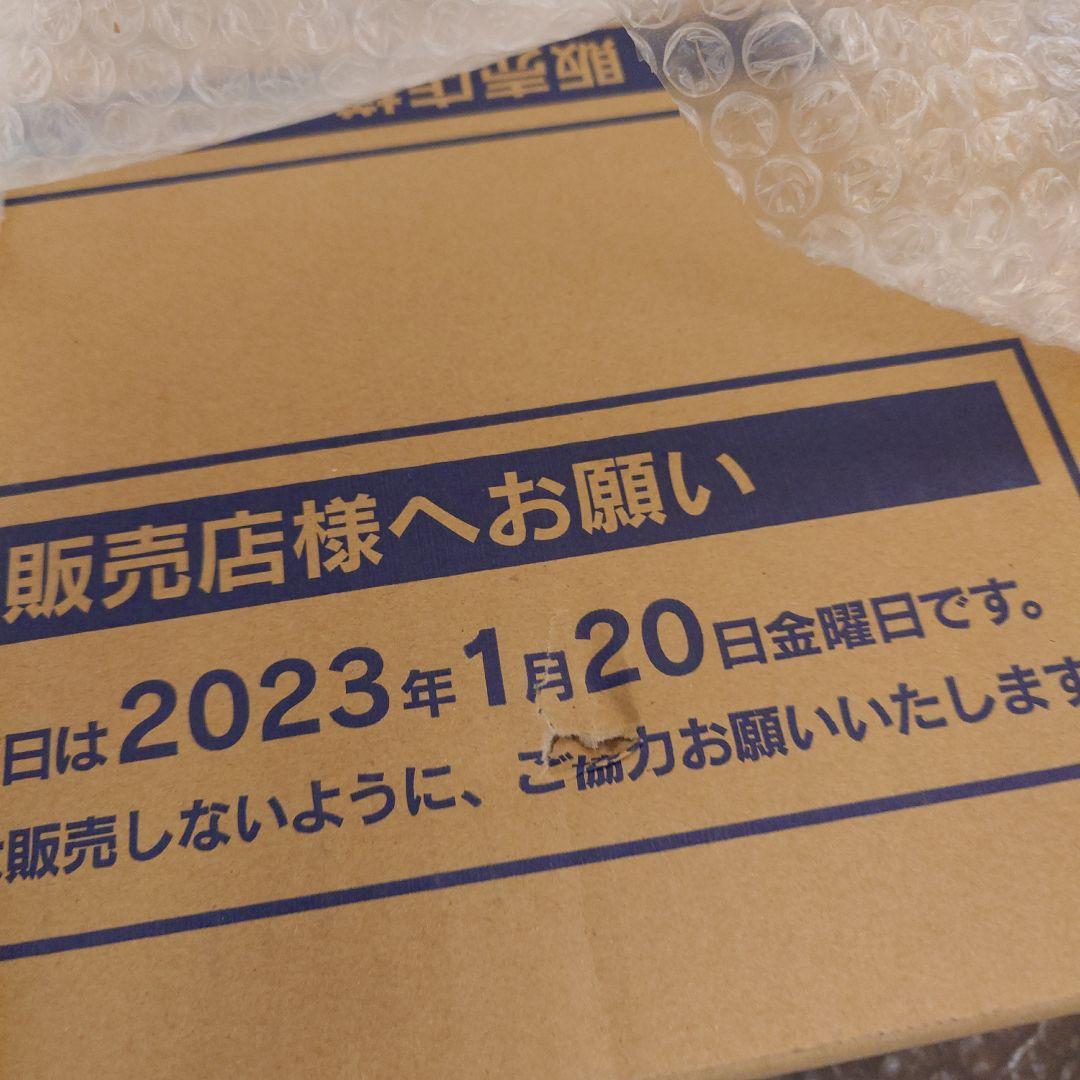 販売店様
販売店様へお願い
日は2023年1月20日金曜日です。
販売しないように、ご協力お願いいたします